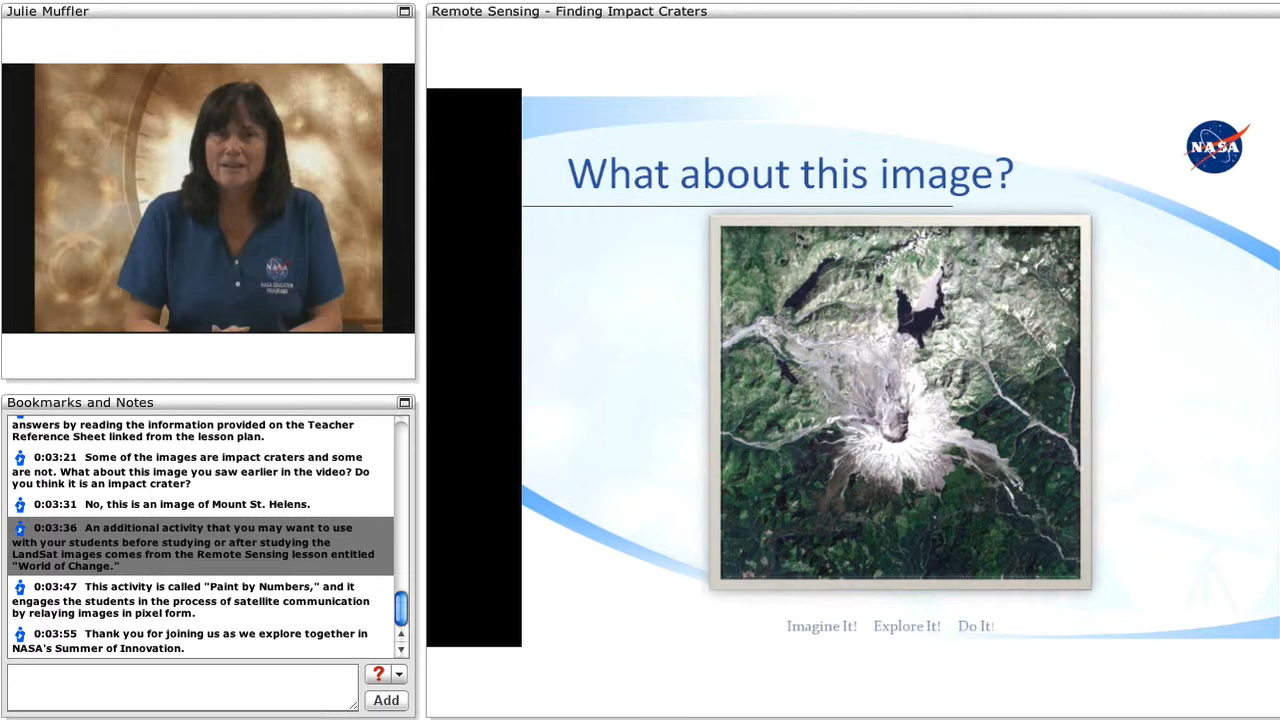 Julie Muffler
Remote Sensing - Finding Impact Craters
NASA
NASA EDUCATION
PROGRAMS
What about this image?
NASA
Imagine It! Explore It! Do It!
Bookmarks and Notes
answers by reading the information provided on the Teacher
Reference Sheet linked from the lesson plan.
0:03:21 Some of the images are impact craters and some
are not. What about this image you saw earlier in the video? Do
you think it is an impact crater?
0:03:31 No, this is an image of Mount St. Helens.
0:03:36 An additional activity that you may want to use
with your students before studying or after studying the
LandSat images comes from the Remote Sensing lesson entitled
"World of Change."
0:03:47 This activity is called "Paint by Numbers," and it
engages the students in the process of satellite communication
by relaying images in pixel form.
0:03:55 Thank you for joining us as we explore together in
NASA's Summer of Innovation.
?
Add